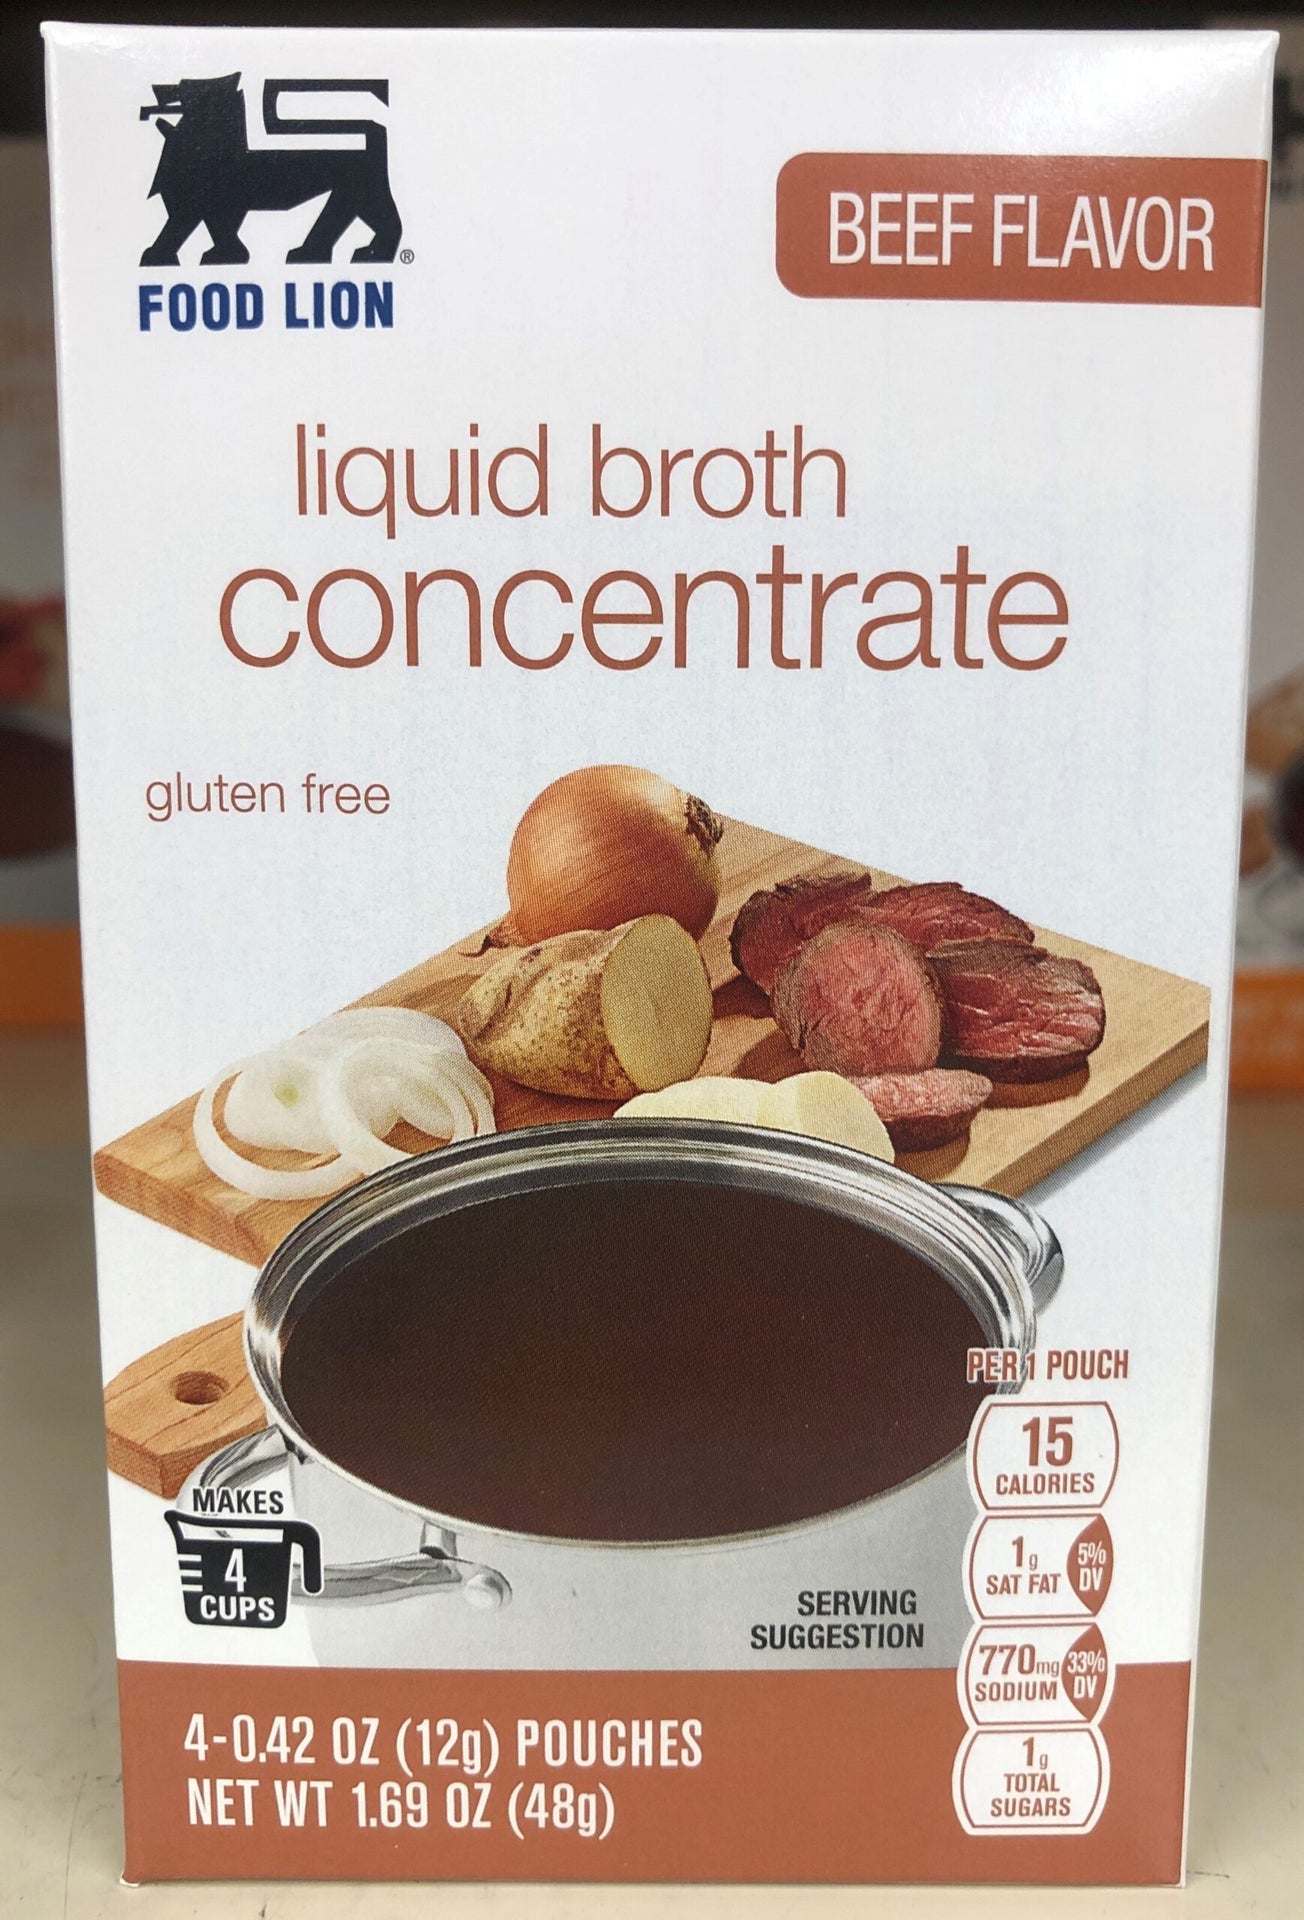 FOOD LION
®
BEEF FLAVOR
liquid broth
concentrate
gluten free
PER 1 POUCH
15
CALORIES
1g
SAT FAT
5%
DV
770mg
SODIUM
33%
DV
1g
TOTAL
SUGARS
MAKES
4
CUPS
SERVING
SUGGESTION
4-0.42 OZ (12g) POUCHES
NET WT 1.69 OZ (48g)